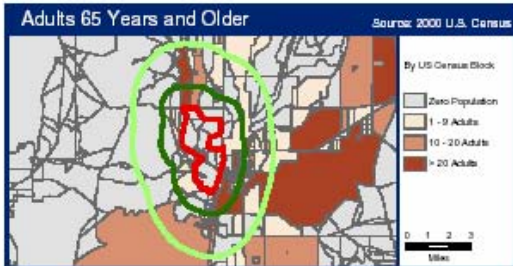 Adults 65 Years and Older
Source: 2000 U.S. Census
By US Census Block
Zero Population
1 - 9 Adults
10 - 20 Adults
> 20 Adults
0 1 2 3
Miles